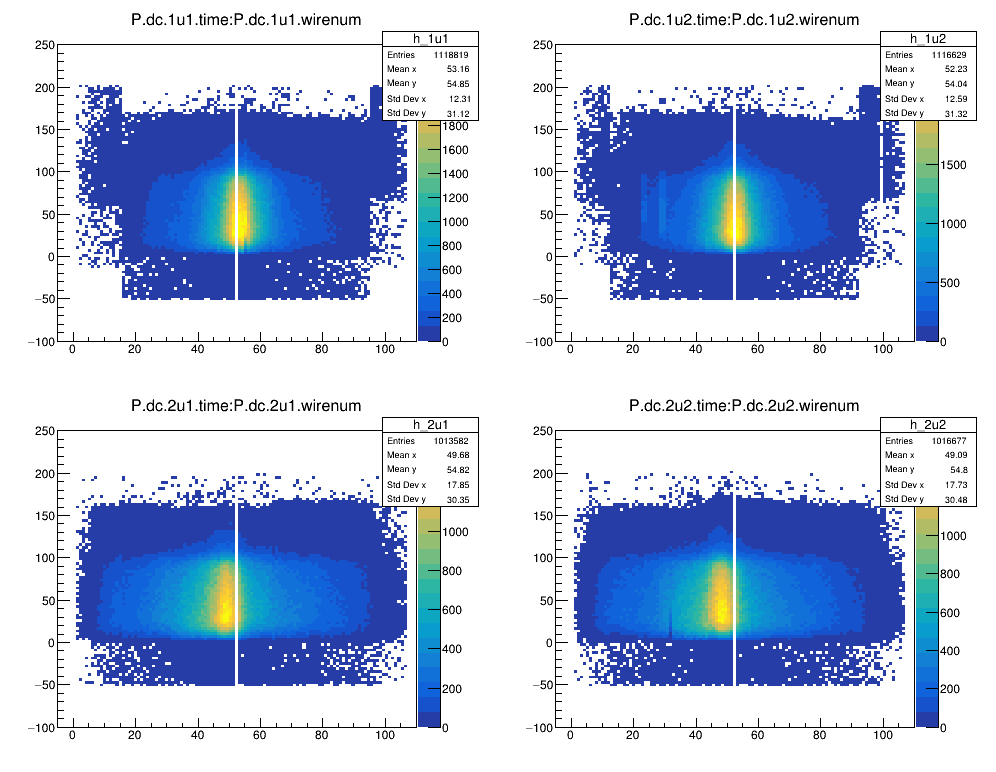 P.dc.1u1.time:P.dc.1u1.wirenum
h_1u1
Entries 1118819
Mean x 53.16
Mean y 54.85
Std Dev x 12.31
Std Dev y 31.12
250
200
150
100
50
0
−50
−100
0 20 40 60 80 100
1800
1600
1400
1200
1000
800
600
400
200
0
P.dc.1u2.time:P.dc.1u2.wirenum
h_1u2
Entries 1116629
Mean x 52.23
Mean y 54.04
Std Dev x 12.59
Std Dev y 31.32
250
200
150
100
50
0
−50
−100
0 20 40 60 80 100
1500
1000
500
0
P.dc.2u1.time:P.dc.2u1.wirenum
h_2u1
Entries 1013582
Mean x 49.68
Mean y 54.82
Std Dev x 17.85
Std Dev y 30.35
250
200
150
100
50
0
−50
−100
0 20 40 60 80 100
1000
800
600
400
200
0
P.dc.2u2.time:P.dc.2u2.wirenum
h_2u2
Entries 1016677
Mean x 49.09
Mean y 54.8
Std Dev x 17.73
Std Dev y 30.48
250
200
150
100
50
0
−50
−100
0 20 40 60 80 100
1000
800
600
400
200
0